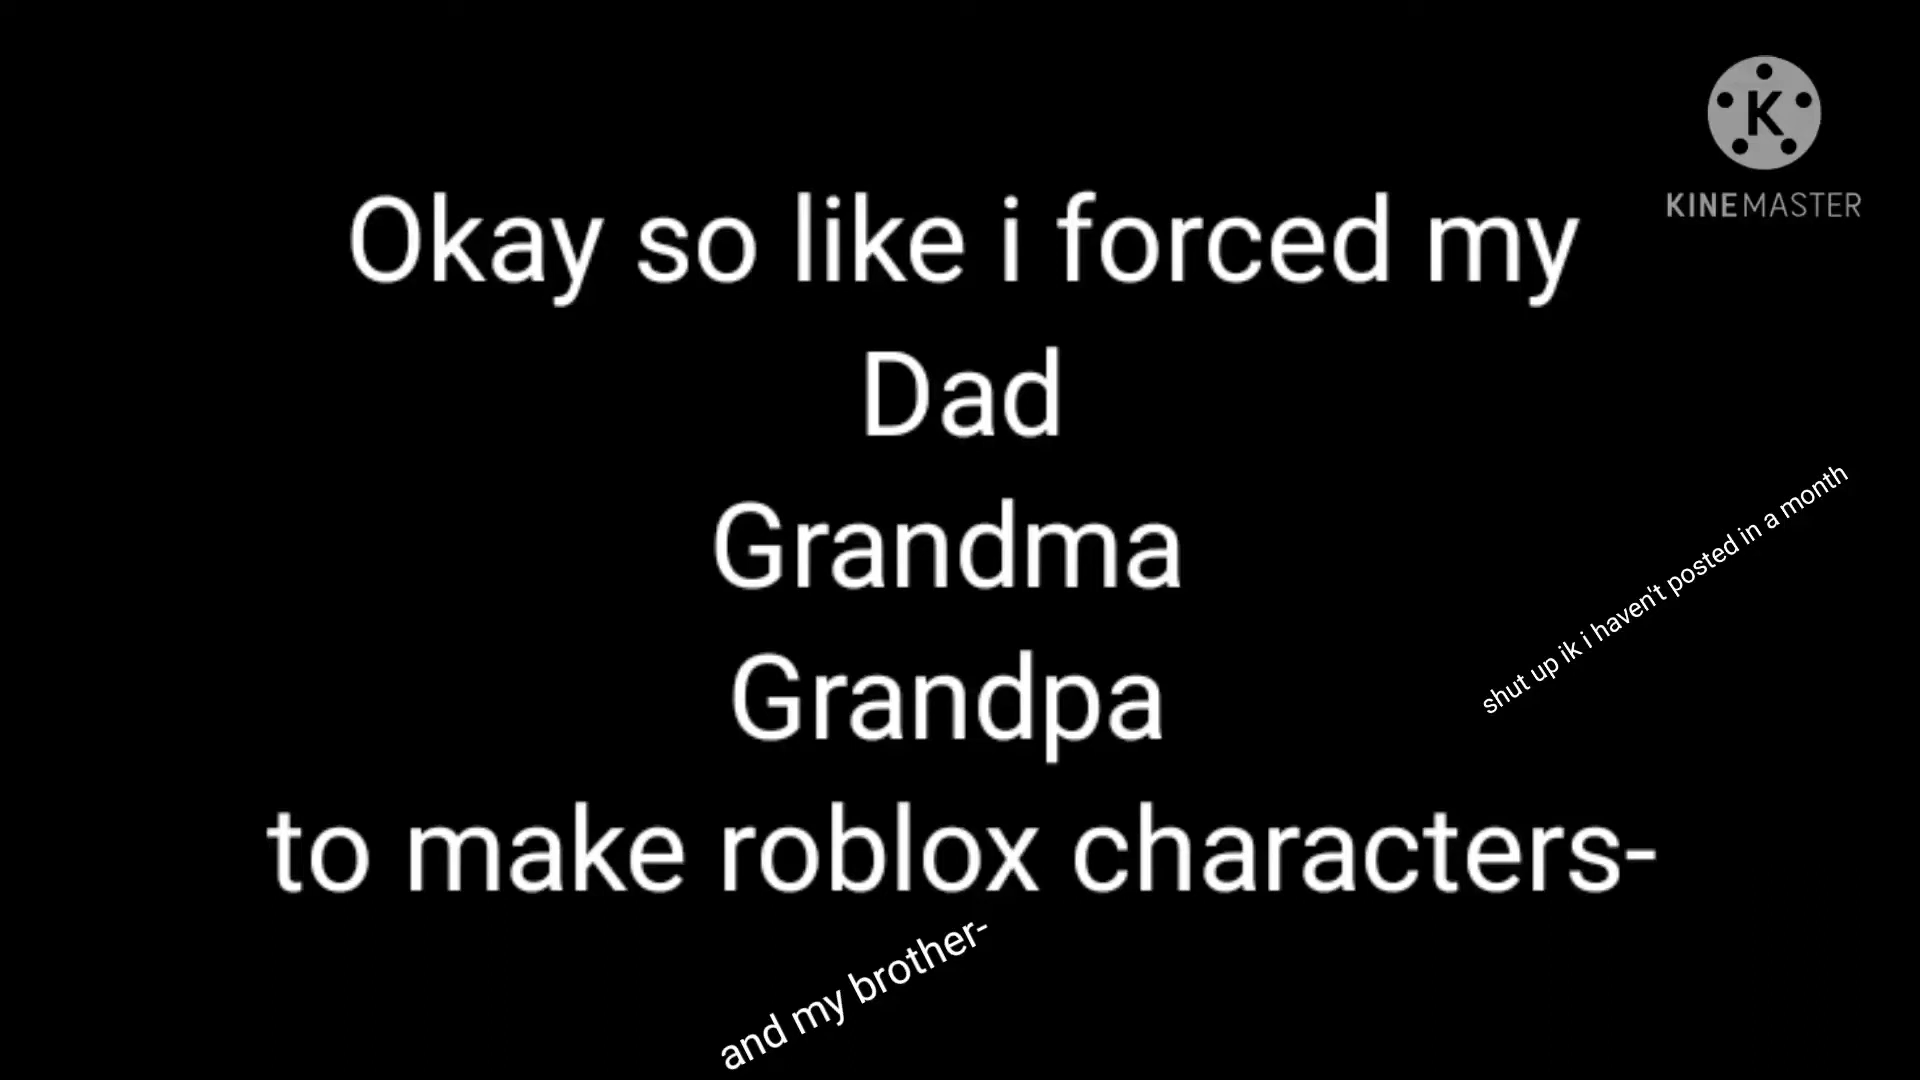 KINEMASTER
Okay so like i forced my
Dad
Grandma
Grandpa
to make roblox characters-
shut up ik i haven't posted in a month
and my brother-